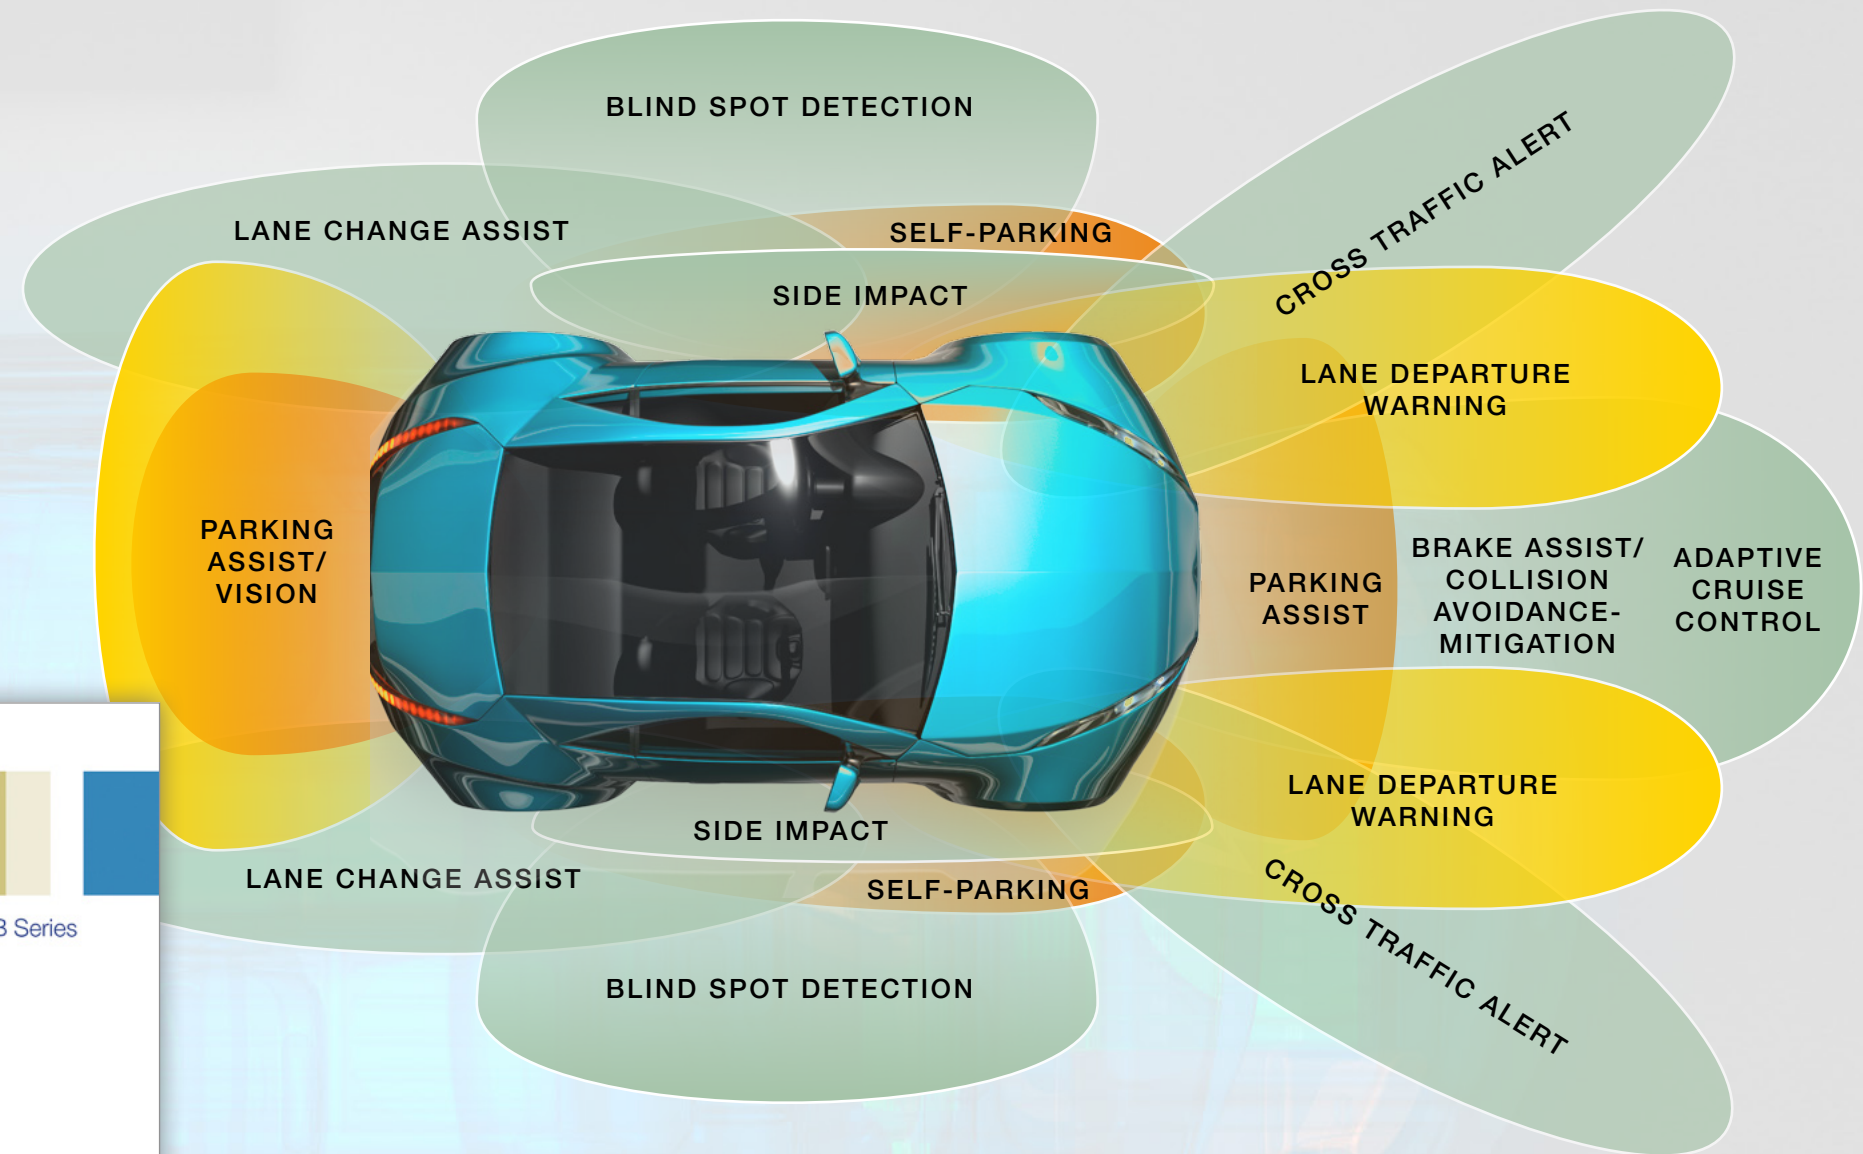 BLIND SPOT DETECTION
CROSS TRAFFIC ALERT
LANE CHANGE ASSIST
SELF-PARKING
SIDE IMPACT
LANE DEPARTURE
WARNING
PARKING
ASSIST/
VISION
PARKING
ASSIST
BRAKE ASSIST/
COLLISION
AVOIDANCE-
MITIGATION
ADAPTIVE
CRUISE
CONTROL
LANE DEPARTURE
WARNING
SIDE IMPACT
LANE CHANGE ASSIST
SELF-PARKING
CROSS TRAFFIC ALERT
Series
BLIND SPOT DETECTION